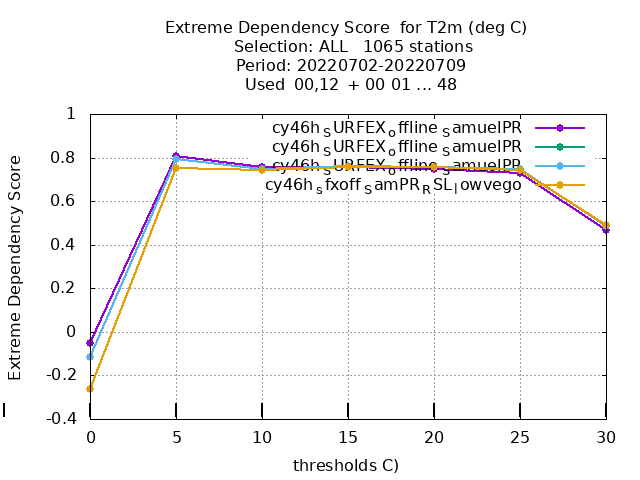 Extreme Dependency Score  for T2m (deg C)
Selection: ALL   1065 stations
Period: 20220702-20220709
Used  00,12  + 00 01 ... 48
1
0.8
0.6
0.4
0.2
0
-0.2
-0.4
Extreme Dependency Score
cy46h_SURFEX_offline_SamuelPR
cy46h_SURFEX_offline_SamuelPR
cy46h_SURFEX_offline_samuelPR
cy46h_sfxoff_SamPR_RSL_lowvego
0 5 10 15 20 25 30
thresholds C)